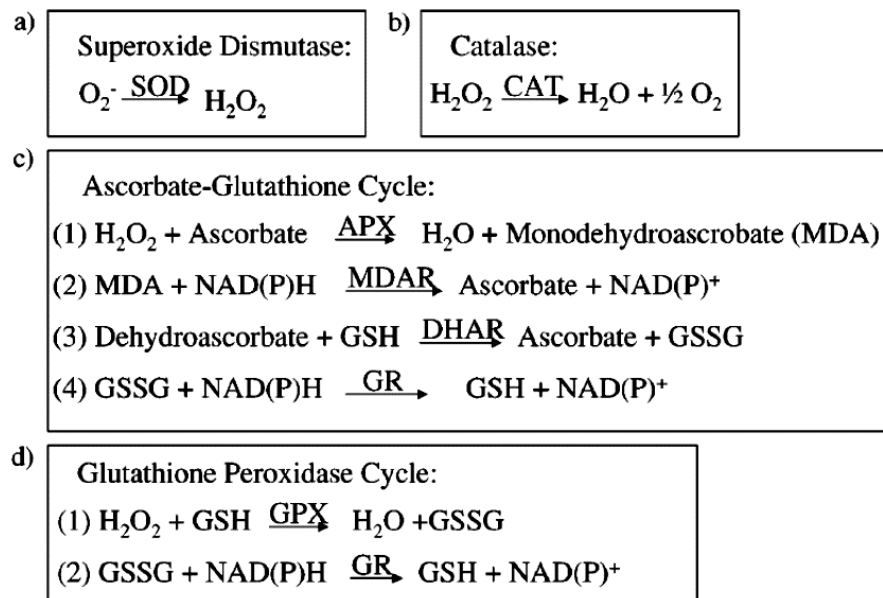 a)
Superoxide Dismutase:
O₂⁻ SOD→ H₂O₂
b)
Catalase:
H₂O₂ CAT→ H₂O + ½ O₂
c)
Ascorbate-Glutathione Cycle:
(1) H₂O₂ + Ascorbate APX→ H₂O + Monodehydroascrobate (MDA)
(2) MDA + NAD(P)H MDAR→ Ascorbate + NAD(P)⁺
(3) Dehydroascorbate + GSH DHAR→ Ascorbate + GSSG
(4) GSSG + NAD(P)H GR→ GSH + NAD(P)⁺
d)
Glutathione Peroxidase Cycle:
(1) H₂O₂ + GSH GPX→ H₂O +GSSG
(2) GSSG + NAD(P)H GR→ GSH + NAD(P)⁺